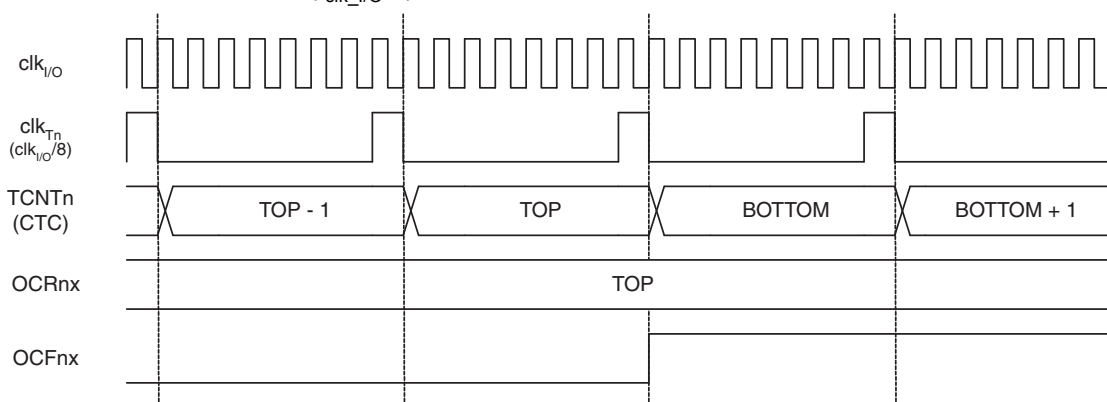 clkI/O
clkTn
(clkI/O/8)
TCNTn
(CTC)
TOP - 1
TOP
BOTTOM
BOTTOM + 1
OCRnx
TOP
OCFnx